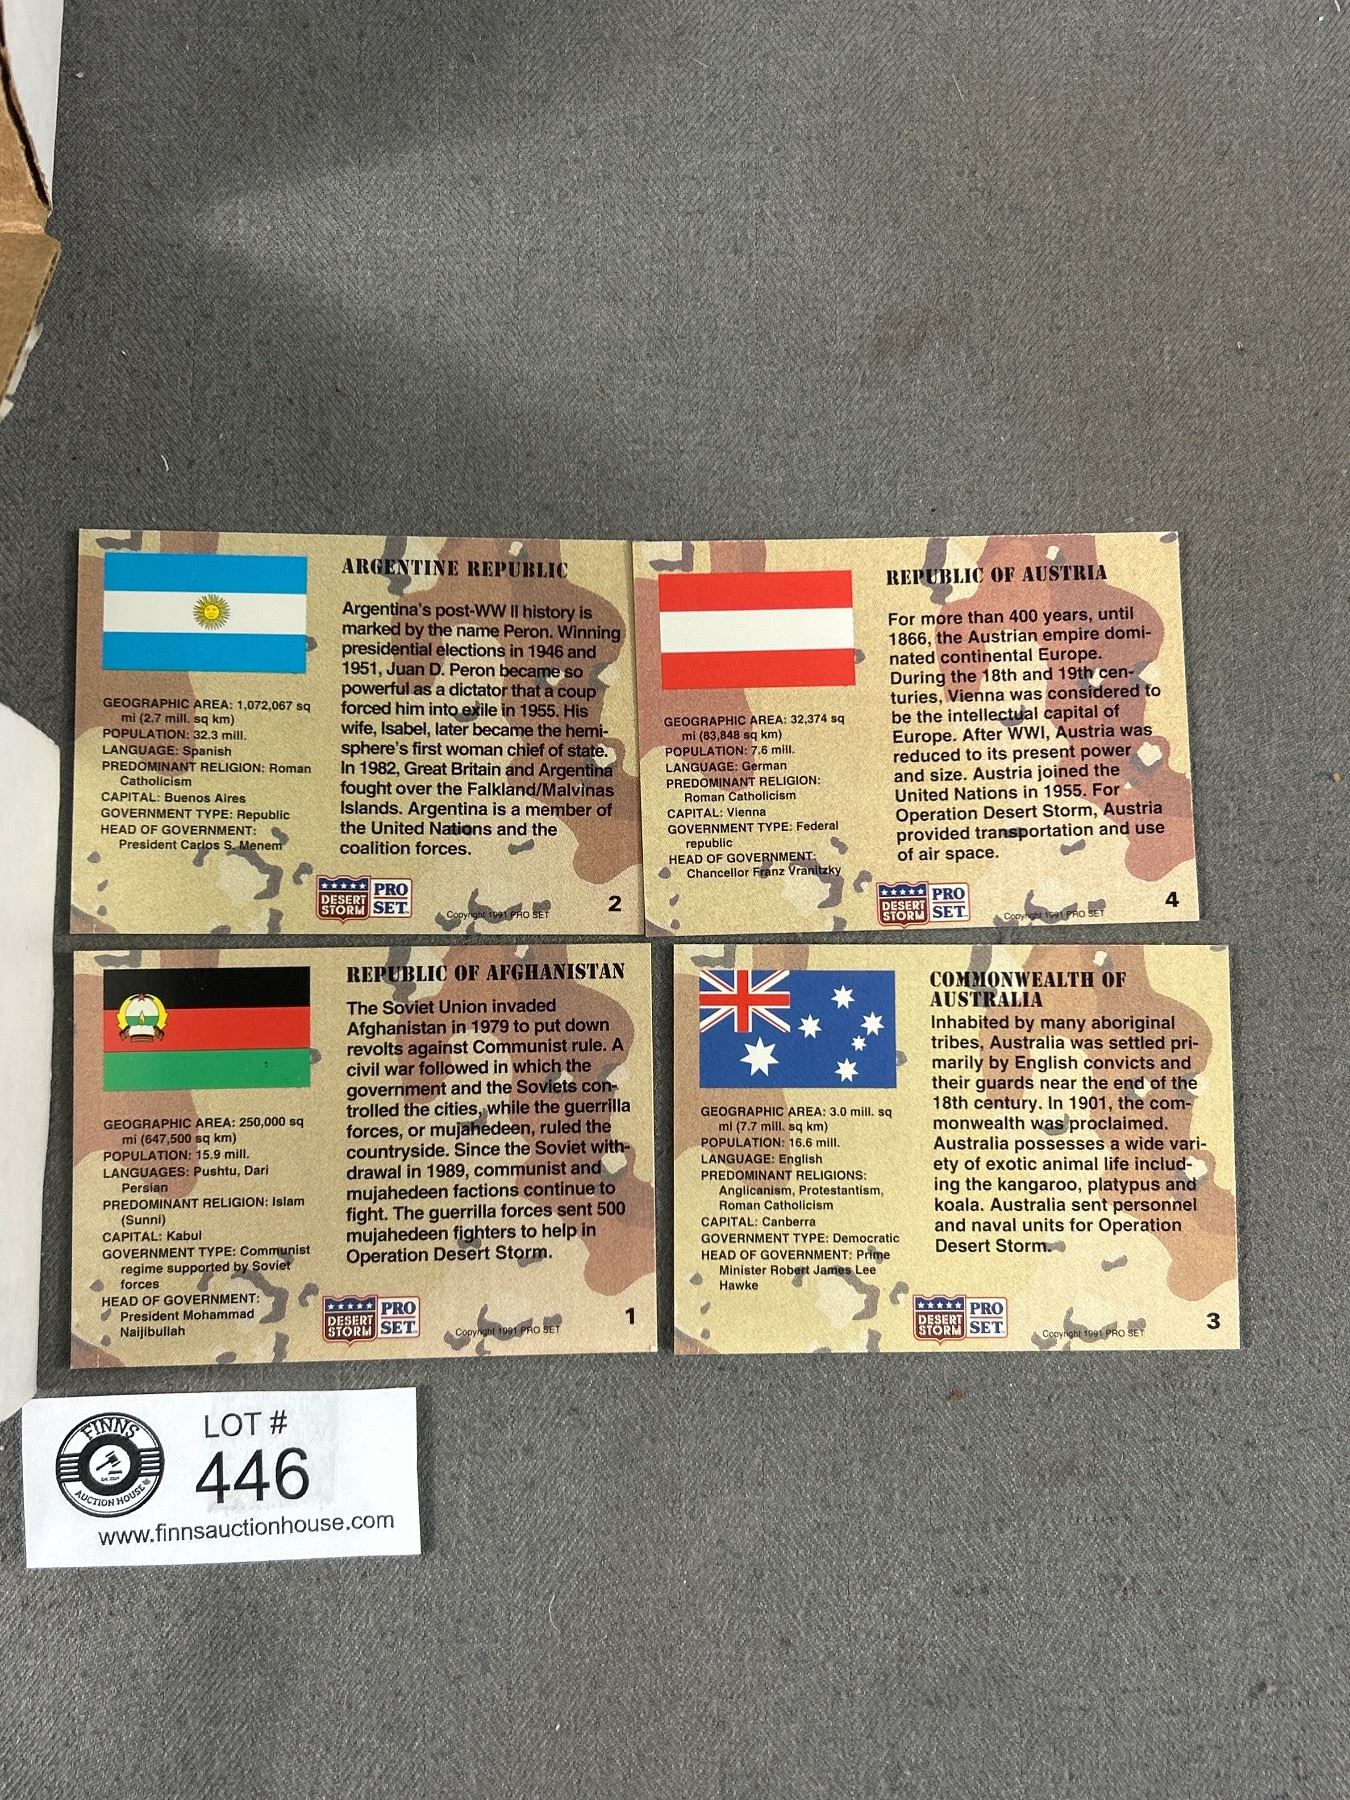 ARGENTINE REPUBLIC
Argentina's post-WW II history is
marked by the name Peron. Winning
presidential elections in 1946 and
1951, Juan D. Peron became so
powerful as a dictator that a coup
forced him into exile in 1955. His
wife, Isabel, later became the hemi-
sphere's first woman chief of state.
In 1982, Great Britain and Argentina
fought over the Falkland/Malvinas
Islands. Argentina is a member of
the United Nations and the
coalition forces.
GEOGRAPHIC AREA: 1,072,067 sq
mi (2.7 mill. sq km)
POPULATION: 32.3 mill.
LANGUAGE: Spanish
PREDOMINANT RELIGION: Roman
Catholicism
CAPITAL: Buenos Aires
GOVERNMENT TYPE: Republic
HEAD OF GOVERNMENT:
President Carlos S. Menem
DESERT
STORM
PRO
SET
Copyright 1991 PRO SET
2
REPUBLIC OF AUSTRIA
For more than 400 years, until
1866, the Austrian empire domi-
nated continental Europe.
During the 18th and 19th cen-
turies, Vienna was considered to
be the intellectual capital of
Europe. After WWI, Austria was
reduced to its present power
and size. Austria joined the
United Nations in 1955. For
Operation Desert Storm, Austria
provided transportation and use
of air space.
GEOGRAPHIC AREA: 32,374 sq
mi (83,848 sq km)
POPULATION: 7.6 mill.
LANGUAGE: German
PREDOMINANT RELIGION:
Roman Catholicism
CAPITAL: Vienna
GOVERNMENT TYPE: Federal
republic
HEAD OF GOVERNMENT:
Chancellor Franz Vranitzky
DESERT
STORM
PRO
SET
Copyright 1991 PRO SET
4
REPUBLIC OF AFGHANISTAN
The Soviet Union invaded
Afghanistan in 1979 to put down
revolts against Communist rule. A
civil war followed in which the
government and the Soviets con-
trolled the cities, while the guerrilla
forces, or mujahedeen, ruled the
countryside. Since the Soviet with-
drawal in 1989, communist and
mujahedeen factions continue to
fight. The guerrilla forces sent 500
mujahedeen fighters to help in
Operation Desert Storm.
GEOGRAPHIC AREA: 250,000 sq
mi (647,500 sq km)
POPULATION: 15.9 mill.
LANGUAGES: Pushtu, Dari
Persian
PREDOMINANT RELIGION: Islam
(Sunni)
CAPITAL: Kabul
GOVERNMENT TYPE: Communist
regime supported by Soviet
forces
HEAD OF GOVERNMENT:
President Mohammad
Naijibullah
DESERT
STORM
PRO
SET
Copyright 1991 PRO SET
1
COMMONWEALTH OF
AUSTRALIA
Inhabited by many aboriginal
tribes, Australia was settled pri-
marily by English convicts and
their guards near the end of the
18th century. In 1901, the com-
monwealth was proclaimed.
Australia possesses a wide vari-
ety of exotic animal life includ-
ing the kangaroo, platypus and
koala. Australia sent personnel
and naval units for Operation
Desert Storm.
GEOGRAPHIC AREA: 3.0 mill. sq
mi (7.7 mill. sq km)
POPULATION: 16.6 mill.
LANGUAGE: English
PREDOMINANT RELIGIONS:
Anglicanism, Protestantism,
Roman Catholicism
CAPITAL: Canberra
GOVERNMENT TYPE: Democratic
HEAD OF GOVERNMENT: Prime
Minister Robert James Lee
Hawke
DESERT
STORM
PRO
SET
Copyright 1991 PRO SET
3
FINNS
AUCTION HOUSE
LOT #
446
www.finnsauctionhouse.com